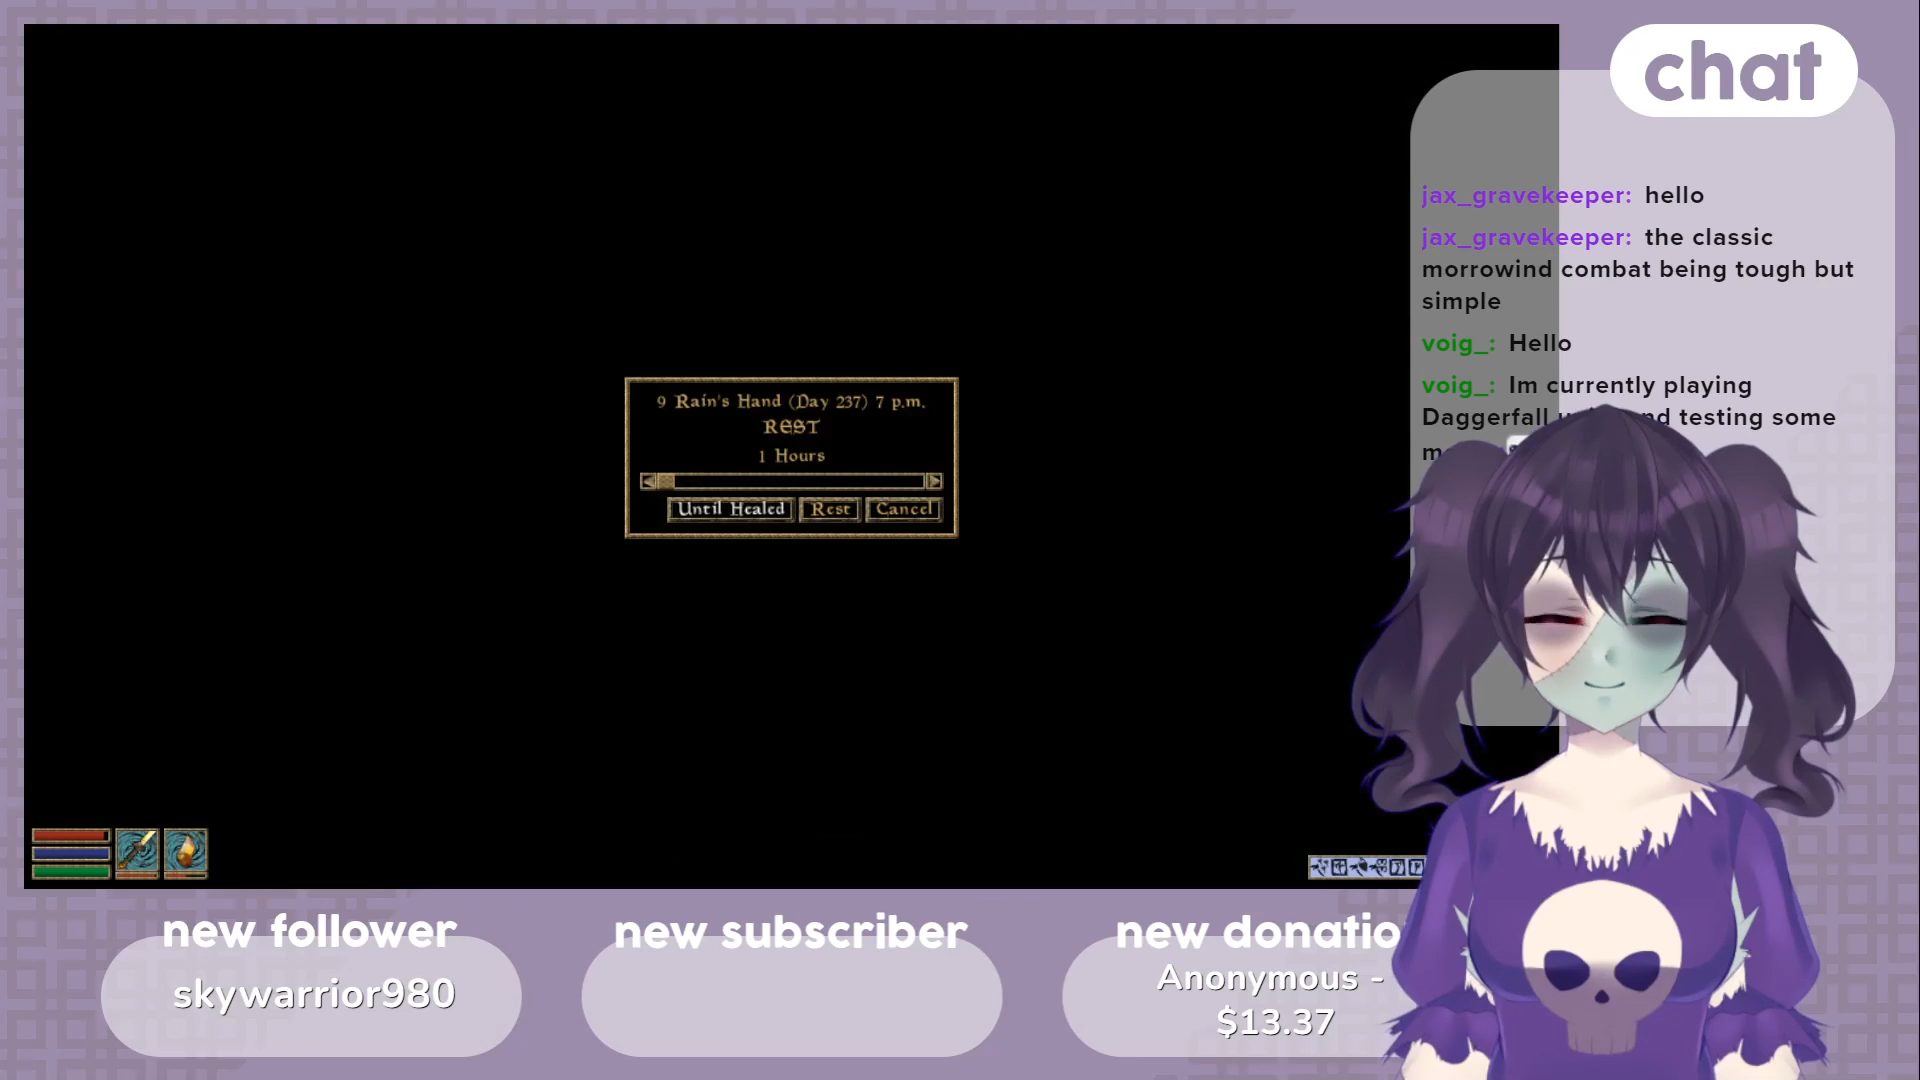 chat
jax_gravekeeper: hello
jax_gravekeeper: the classic
morrowind combat being tough but
simple
voig_: Hello
voig_: Im currently playing
Daggerfall testing some
9 Rain's Hand (Day 237) 7 p.m.
REST
1 Hours
Until Healed Rest Cancel
new follower
skywarrior980
new subscriber
new donatio
Anonymous -
$13.37